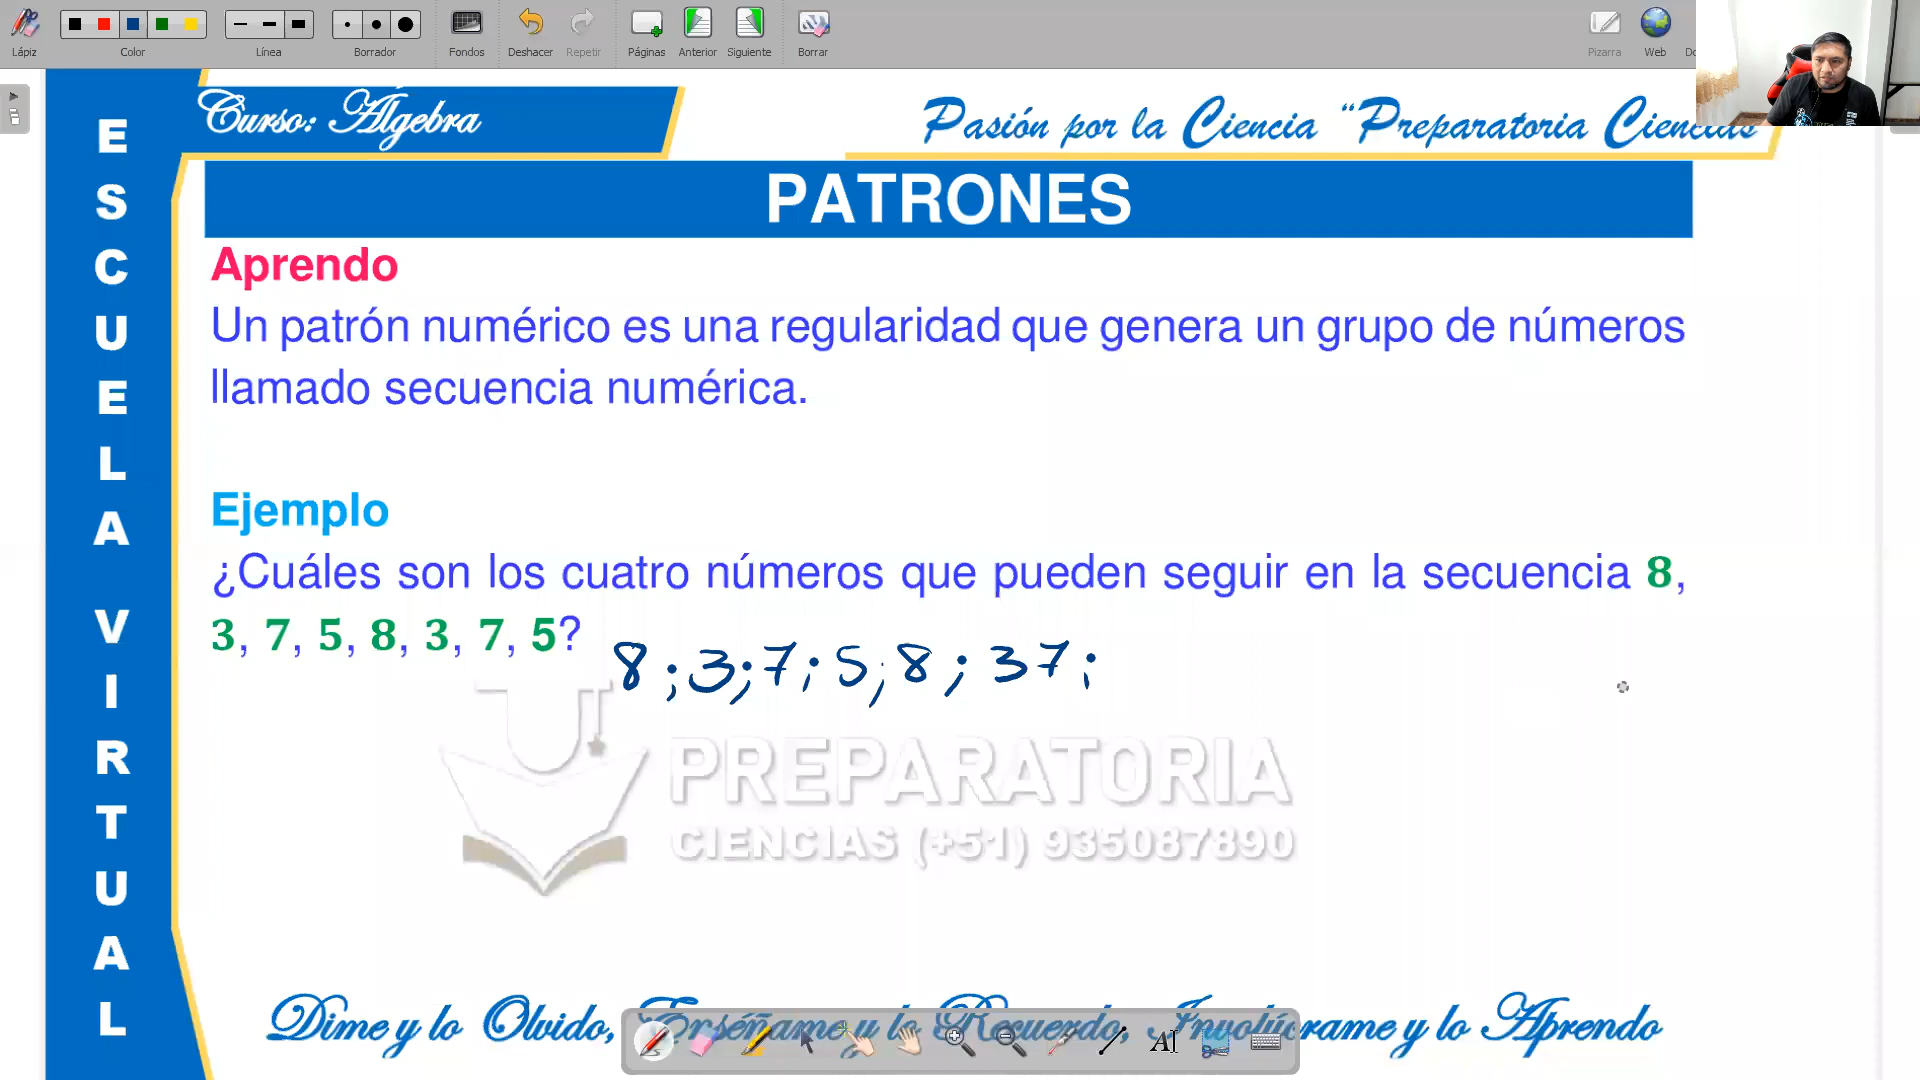 Lápiz
Color
Línea
Borrador
Fondos
Deshacer
Repetir
Páginas
Anterior
Siguiente
Borrar
Pizarra
Web
ESCUELA VIRTUAL
Curso: Álgebra
Pasión por la Ciencia “Preparatoria Ciencias
PATRONES
Aprendo
Un patrón numérico es una regularidad que genera un grupo de números
llamado secuencia numérica.
Ejemplo
¿Cuáles son los cuatro números que pueden seguir en la secuencia 8,
3, 7, 5, 8, 3, 7, 5?
8 ; 3 ; 7 ; 5 ; 8 ; 3 7 ;
PREPARATORIA
CIENCIAS (+51) 935087890
Dime y lo Olvido, Enséñame y lo Recuerdo, Involúcrame y lo Aprendo